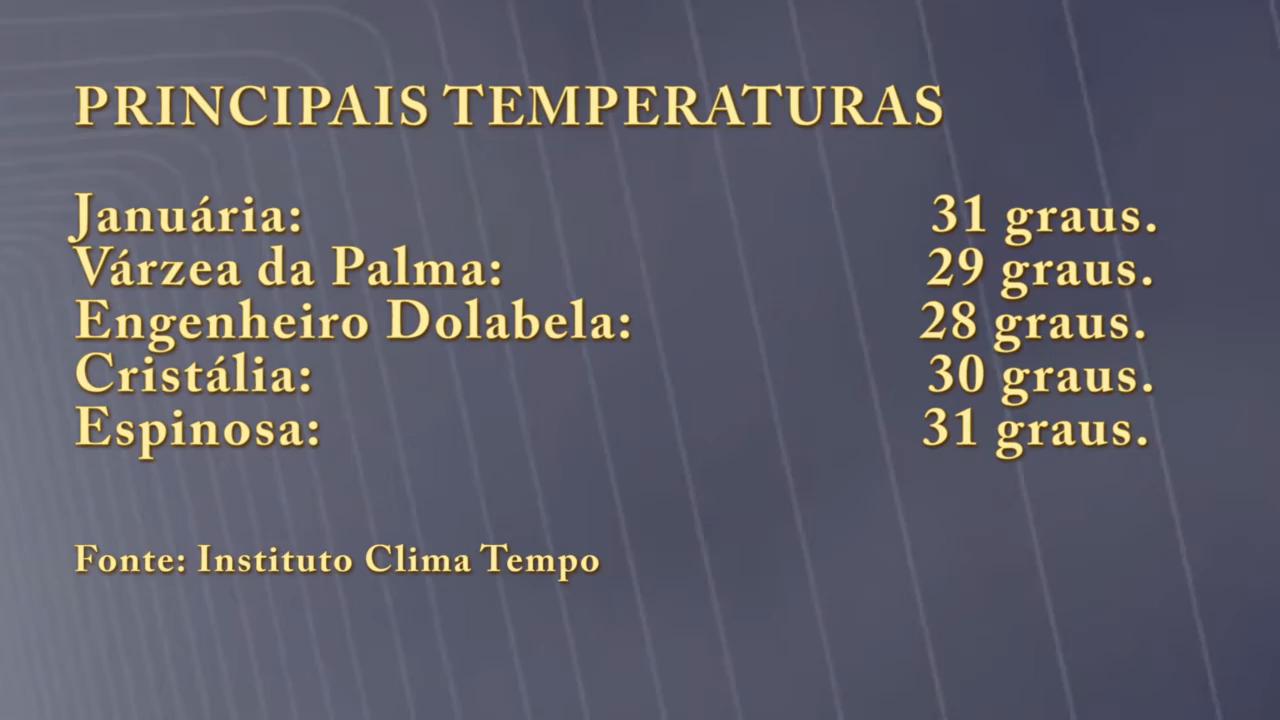 PRINCIPAIS TEMPERATURAS
Januária: 31 graus.
Várzea da Palma: 29 graus.
Engenheiro Dolabela: 28 graus.
Cristália: 30 graus.
Espinosa: 31 graus.
Fonte: Instituto Clima Tempo